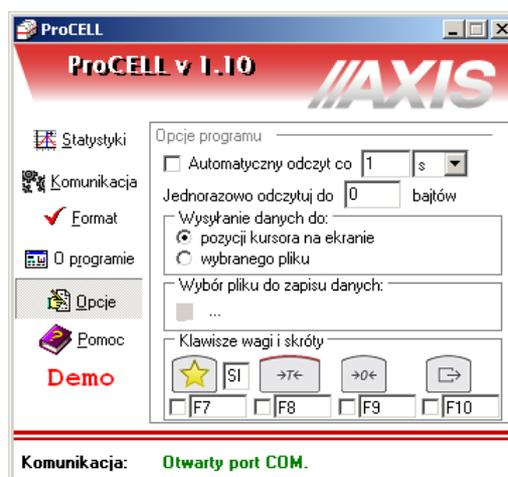 ProCELL
ProCELL v 1.10
AXIS
Statystyki
Komunikacja
Format
O programie
Opcje
Pomoc
Demo
Opcje programu
Automatyczny odczyt co 1 s
Jednorazowo odczytuj do 0 bajtów
Wysyłanie danych do:
pozycji kursora na ekranie
wybranego pliku
Wybór pliku do zapisu danych:
...
Klawisze wagi i skróty
SI →T← →0←
F7 F8 F9 F10
Komunikacja: Otwarty port COM.